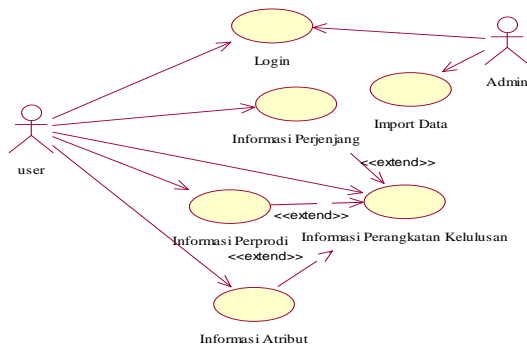 Login
Admin
Informasi Perjenjang
Import Data
<<extend>>
user
<<extend>>
Informasi Perprodi
Informasi Perangkatan Kelulusan
<<extend>>
Informasi Atribut